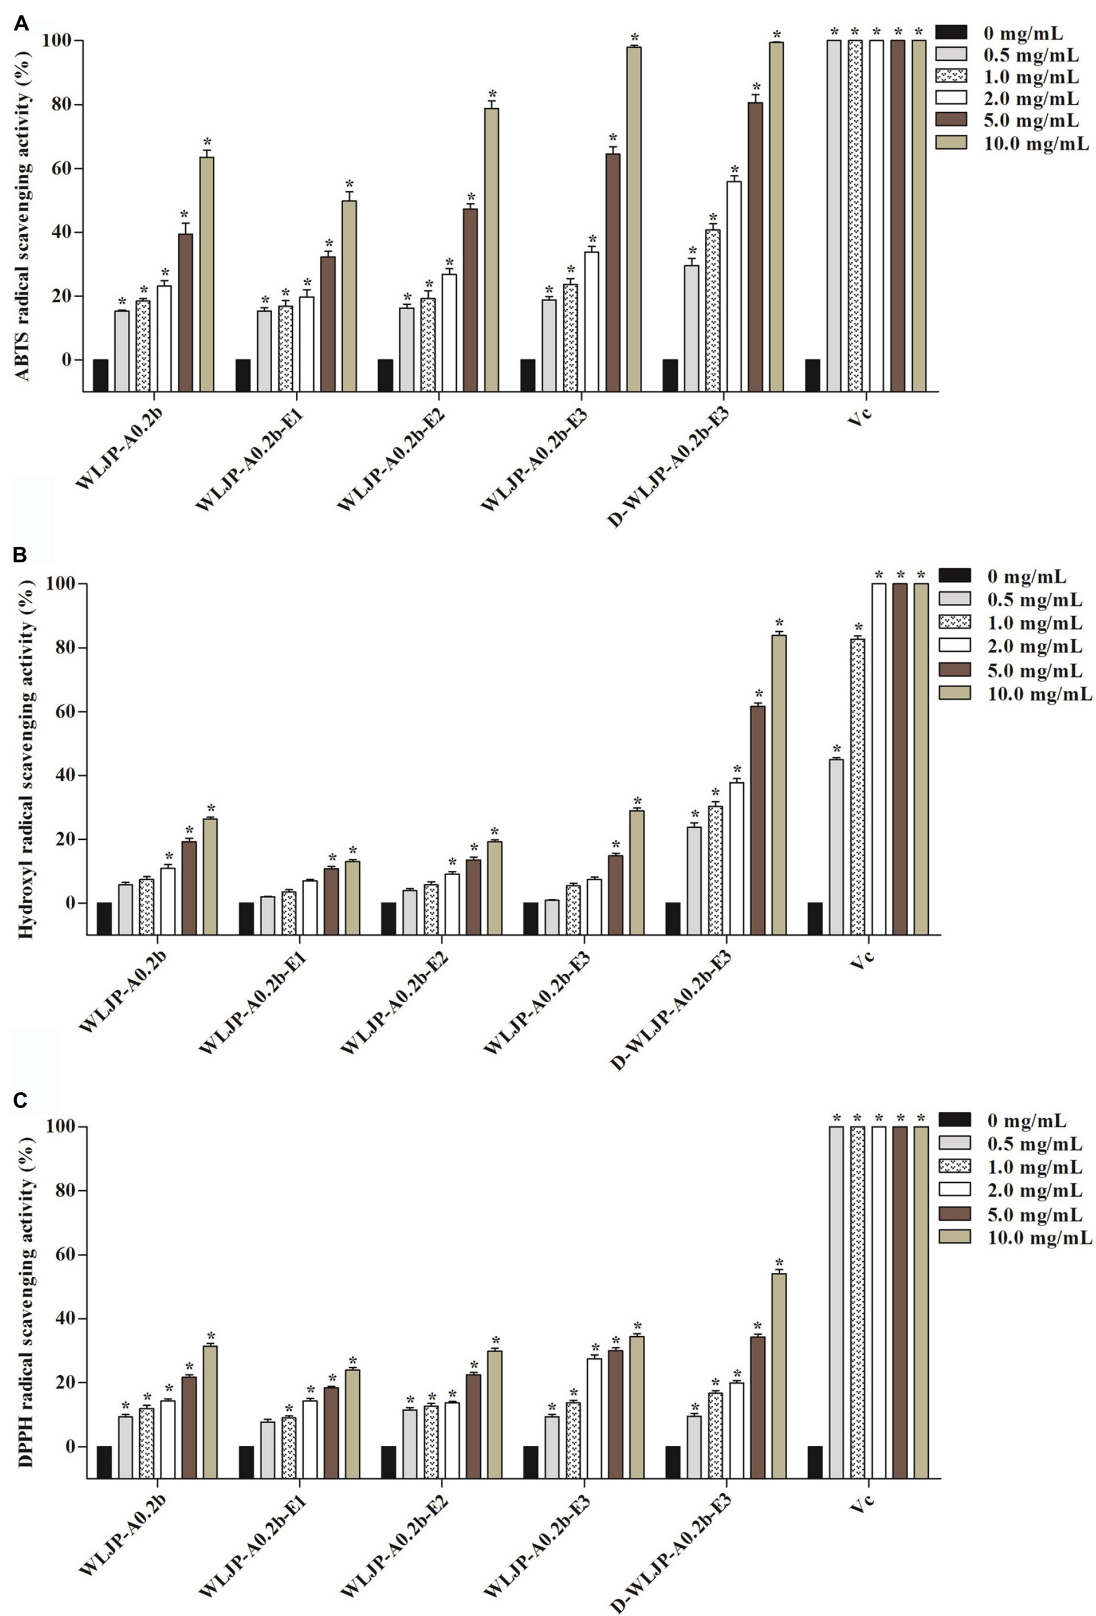 A
ABTS radical scavenging activity (%)
100
80
60
40
20
0
* * * * *
* * * * *
* * * * *
* * * * *
* * * * *
* * * * *
WLJP-A0.2b
WLJP-A0.2b-E1
WLJP-A0.2b-E2
WLJP-A0.2b-E3
D-WLJP-A0.2b-E3
Vc
0 mg/mL
0.5 mg/mL
1.0 mg/mL
2.0 mg/mL
5.0 mg/mL
10.0 mg/mL
B
Hydroxyl radical scavenging activity (%)
100
80
60
40
20
0
* * *
* *
* * *
* *
* * * * *
* * * * *
WLJP-A0.2b
WLJP-A0.2b-E1
WLJP-A0.2b-E2
WLJP-A0.2b-E3
D-WLJP-A0.2b-E3
Vc
0 mg/mL
0.5 mg/mL
1.0 mg/mL
2.0 mg/mL
5.0 mg/mL
10.0 mg/mL
C
DPPH radical scavenging activity (%)
100
80
60
40
20
0
* * * * *
* * * *
* * * * *
* * * * *
* * * * *
* * * * *
WLJP-A0.2b
WLJP-A0.2b-E1
WLJP-A0.2b-E2
WLJP-A0.2b-E3
D-WLJP-A0.2b-E3
Vc
0 mg/mL
0.5 mg/mL
1.0 mg/mL
2.0 mg/mL
5.0 mg/mL
10.0 mg/mL